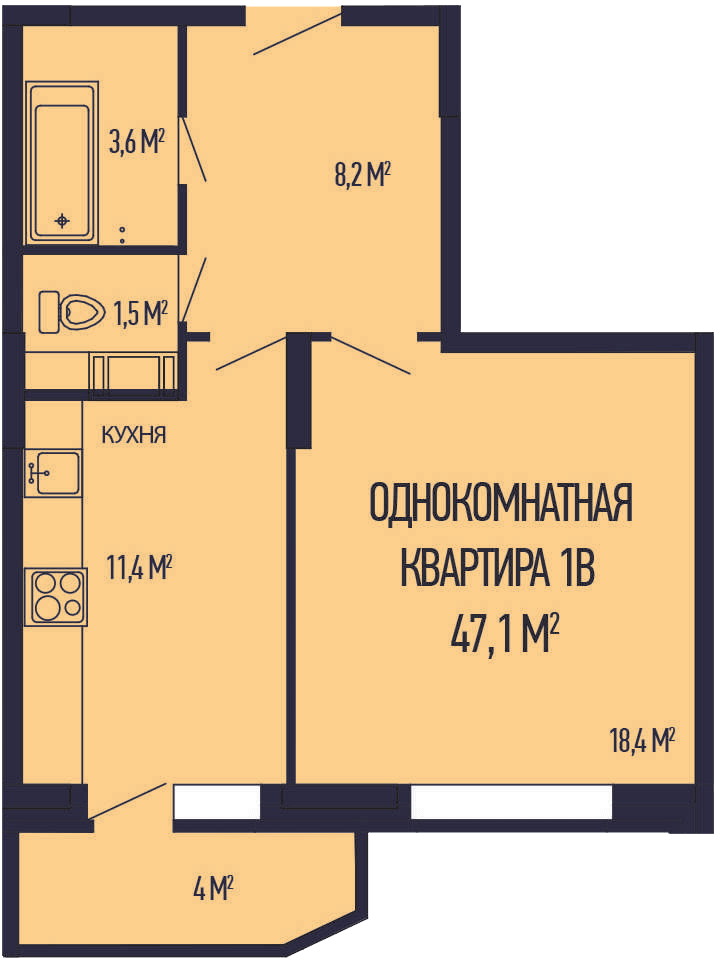 3,6 М²
8,2 М²
1,5 М²
КУХНЯ
11,4 М²
ОДНОКОМНАТНАЯ
КВАРТИРА 1В
47,1 М²
18,4 М²
4 М²